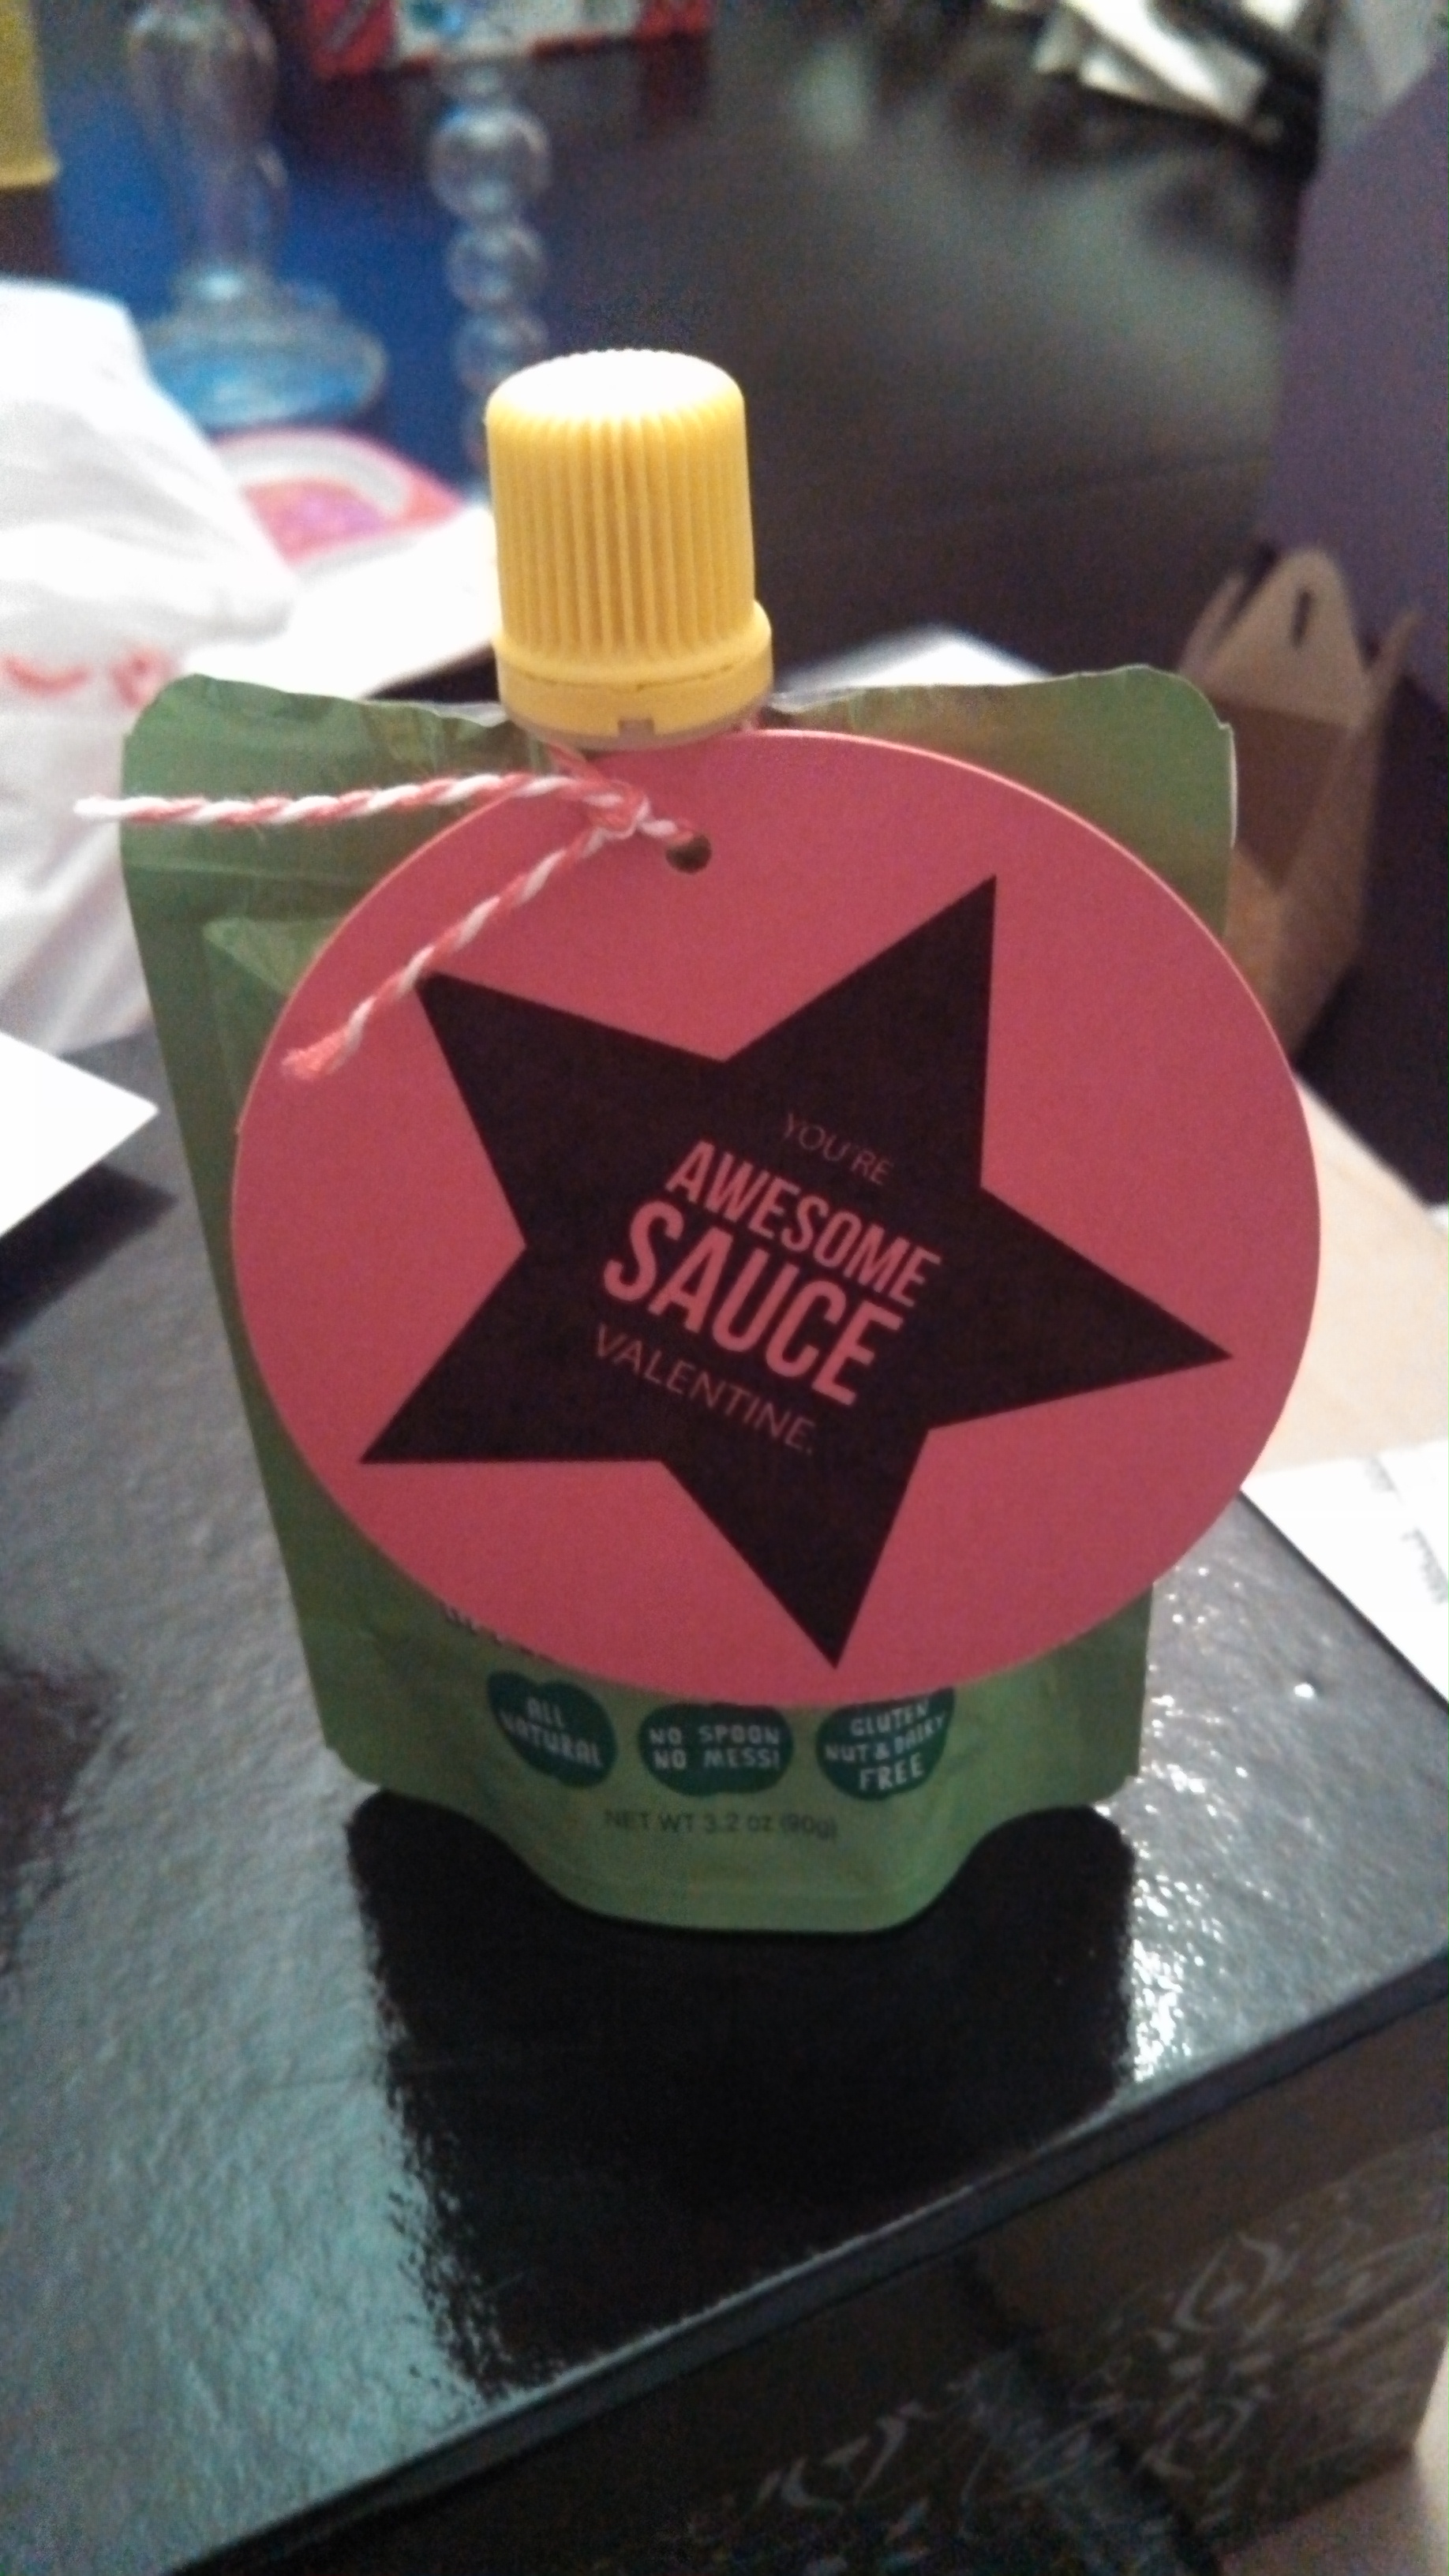 YOU'RE
AWESOME
SAUCE
VALENTINE.
ALL
NATURAL
NO SPOON
NO MESS!
GLUTEN
NUT & DAIRY
FREE
NET WT 3.2 oz (90g)